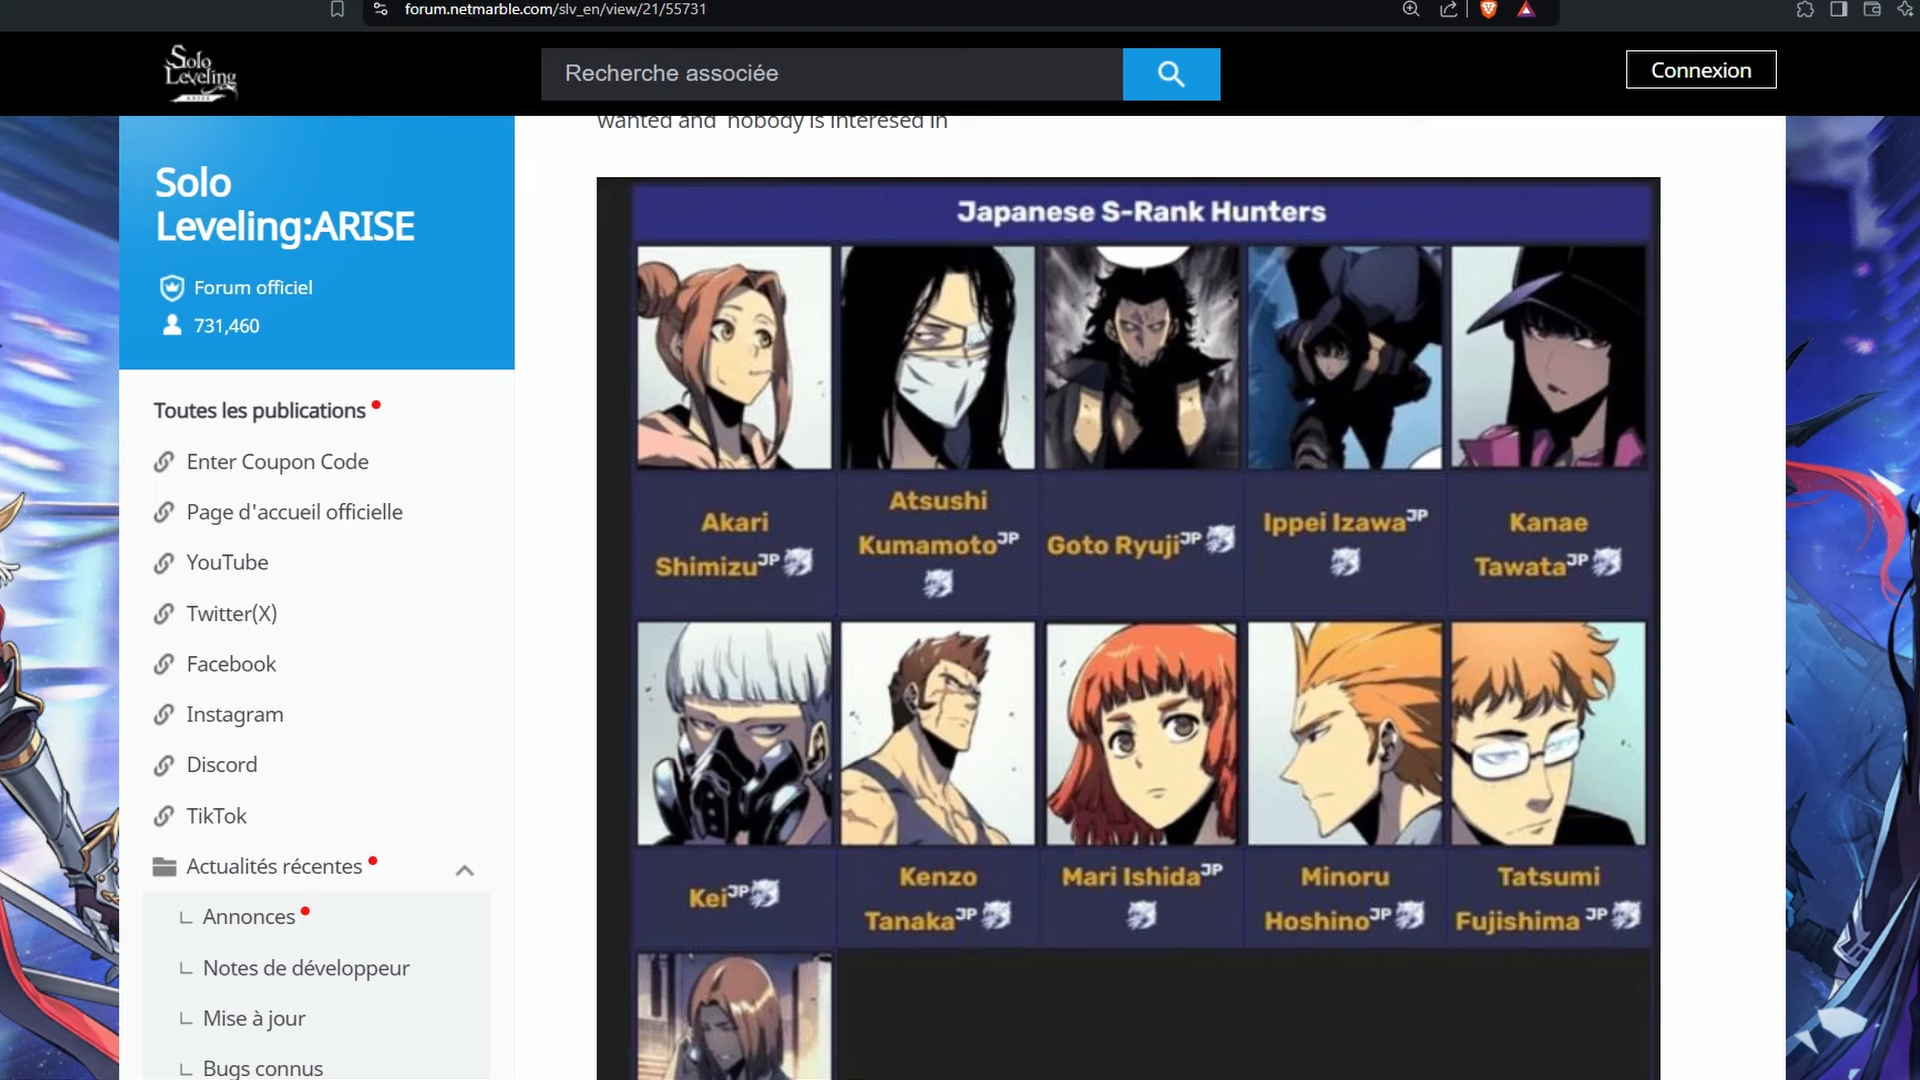 forum.netmarble.com/slv_en/view/21/55731
Solo
Leveling
ARISE
Recherche associée
Connexion
wanted and nobody is interesed in
Solo
Leveling:ARISE
Forum officiel
731,460
Toutes les publications
Enter Coupon Code
Page d'accueil officielle
YouTube
Twitter(X)
Facebook
Instagram
Discord
TikTok
Actualités récentes
Annonces
Notes de développeur
Mise à jour
Bugs connus
Japanese S-Rank Hunters
Akari
Shimizu JP
Atsushi
Kumamoto JP
Goto Ryuji JP
Ippei Izawa JP
Kanae
Tawata JP
Kei JP
Kenzo
Tanaka JP
Mari Ishida JP
Minoru
Hoshino JP
Tatsumi
Fujishima JP